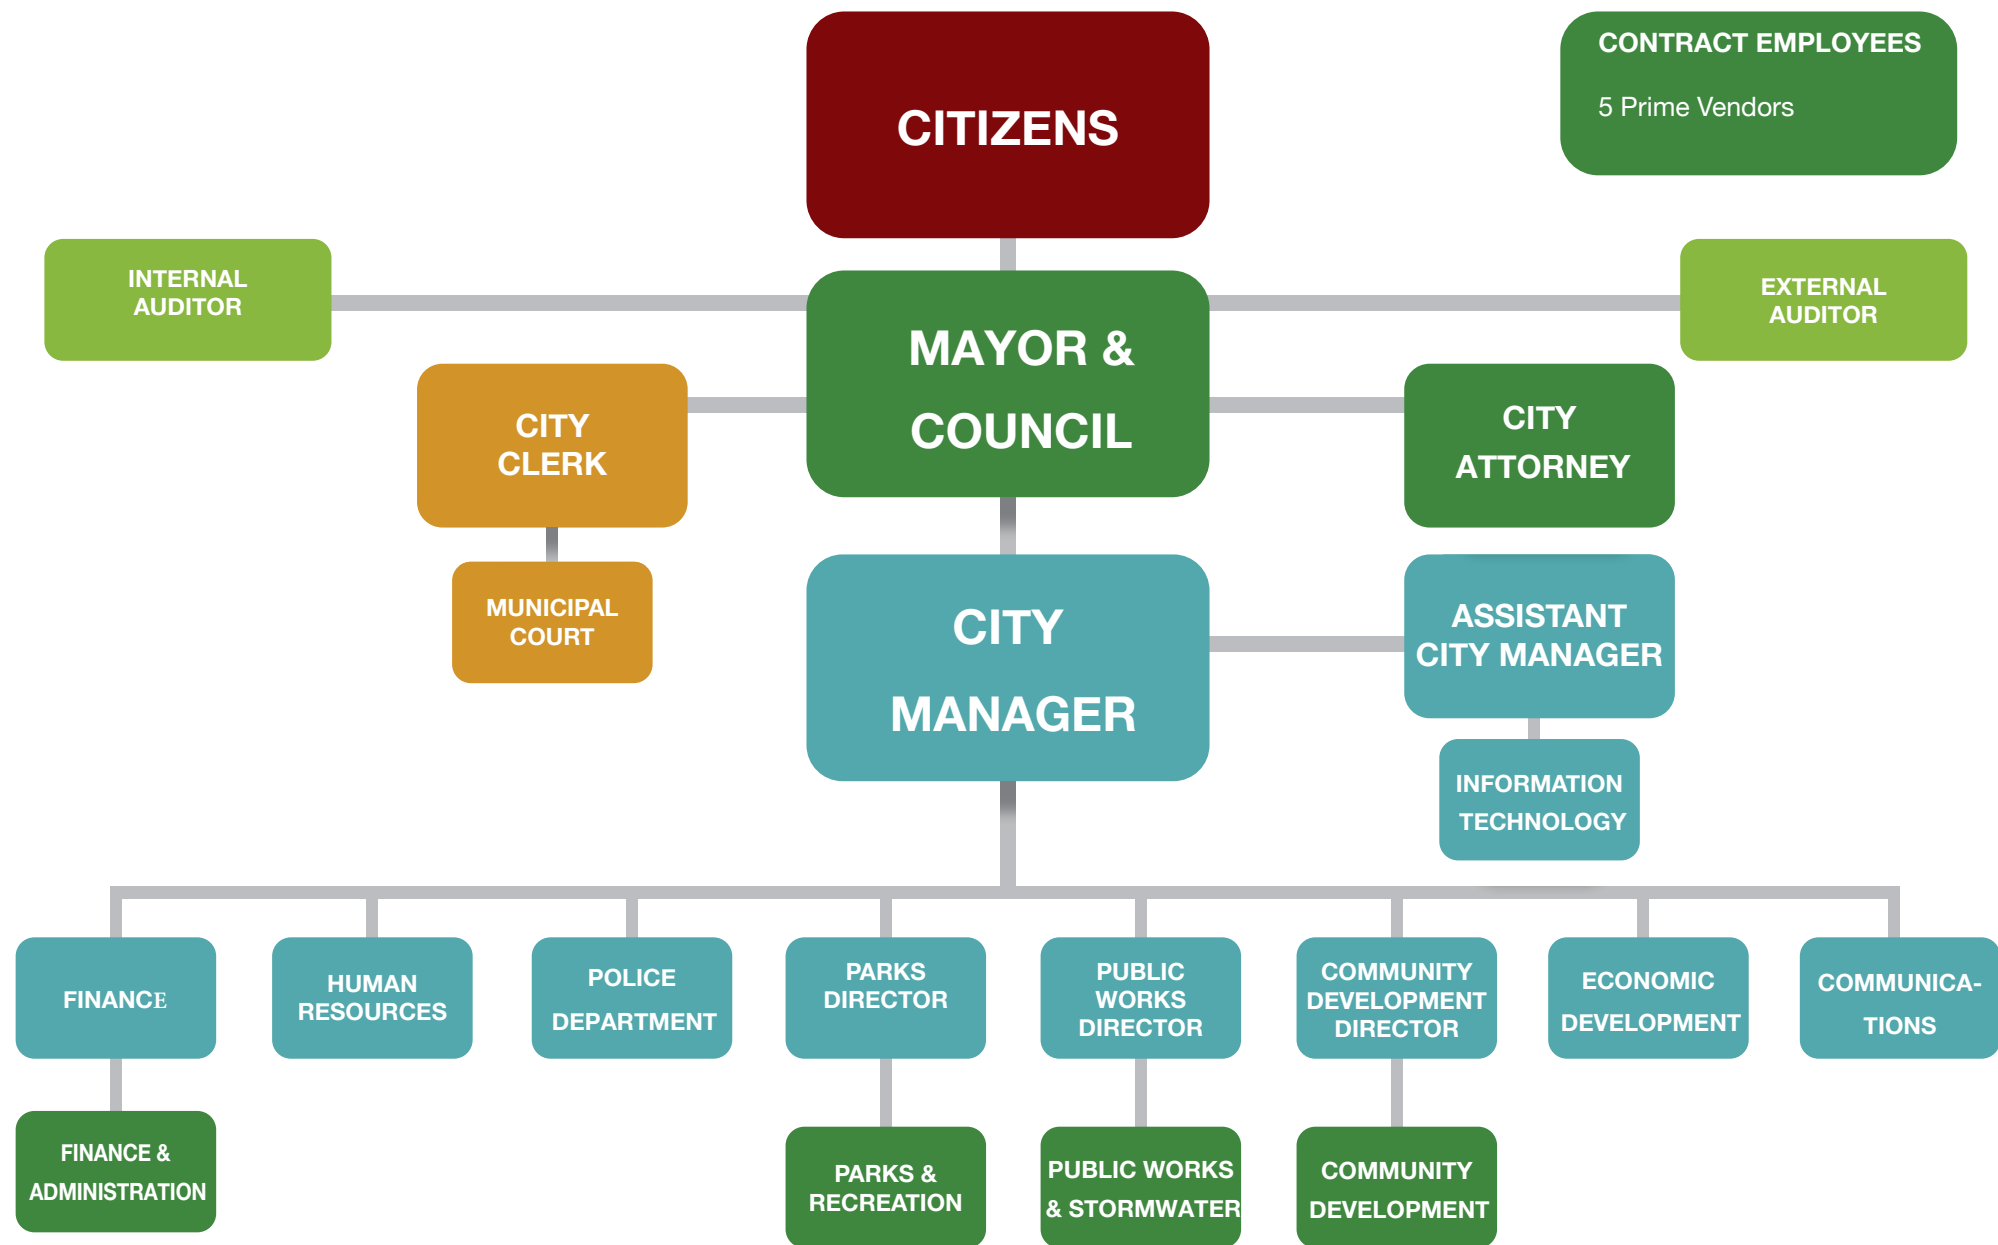 CITIZENS
CONTRACT EMPLOYEES
5 Prime Vendors
INTERNAL
AUDITOR
EXTERNAL
AUDITOR
MAYOR &
COUNCIL
CITY
CLERK
CITY
ATTORNEY
MUNICIPAL
COURT
CITY
MANAGER
ASSISTANT
CITY MANAGER
INFORMATION
TECHNOLOGY
FINANCE
HUMAN
RESOURCES
POLICE
DEPARTMENT
PARKS
DIRECTOR
PUBLIC
WORKS
DIRECTOR
COMMUNITY
DEVELOPMENT
DIRECTOR
ECONOMIC
DEVELOPMENT
COMMUNICA-
TIONS
FINANCE &
ADMINISTRATION
PARKS &
RECREATION
PUBLIC WORKS
& STORMWATER
COMMUNITY
DEVELOPMENT